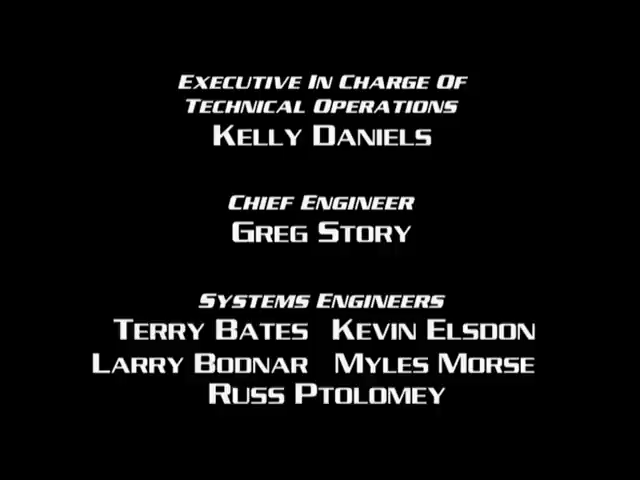 Executive In Charge Of
Technical Operations
Kelly Daniels
Chief Engineer
Greg Story
Systems Engineers
Terry Bates Kevin Elsdon
Larry Bodnar Myles Morse
Russ Ptolomey